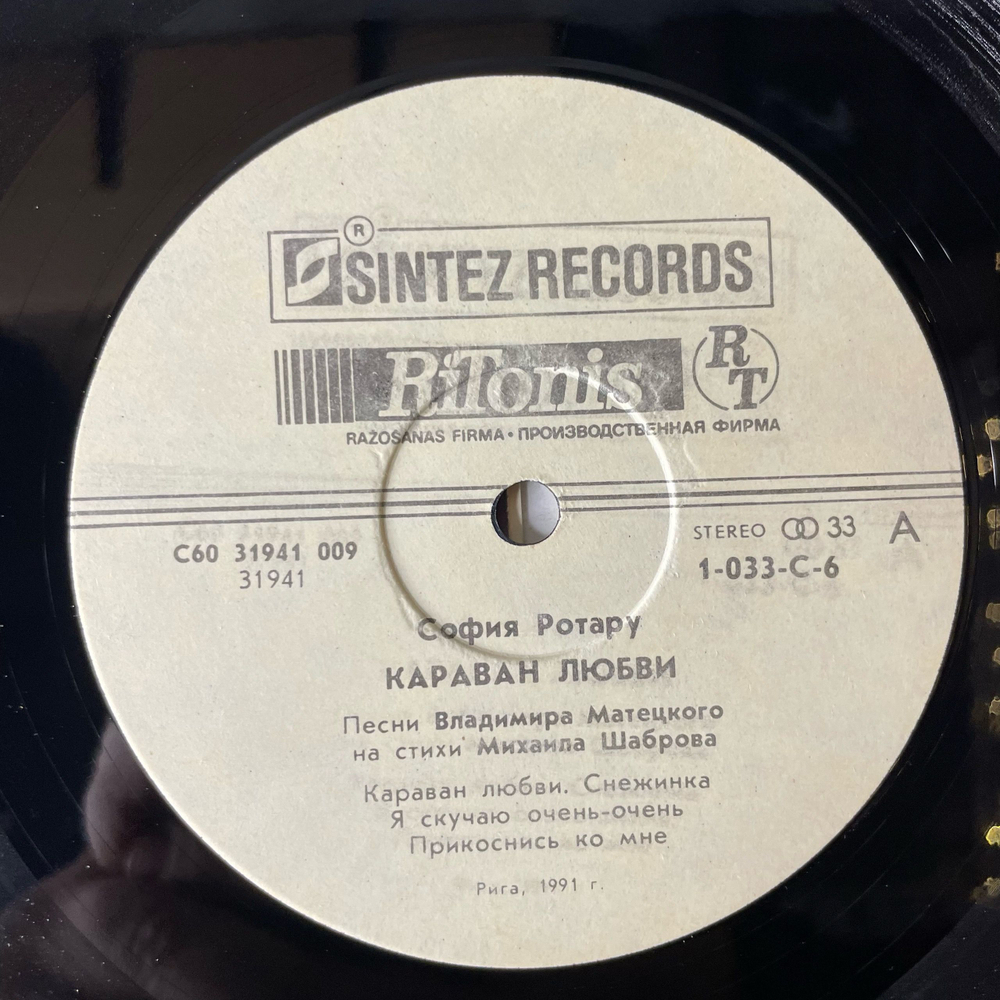 ®
SINTEZ RECORDS
RiTonis RT
RAŽOŠANAS FIRMA • ПРОИЗВОДСТВЕННАЯ ФИРМА
С60 31941 009
31941
STEREO 33 A
1-033-С-6
София Ротару
КАРАВАН ЛЮБВИ
Песни Владимира Матецкого
на стихи Михаила Шаброва
Караван любви. Снежинка
Я скучаю очень-очень
Прикоснись ко мне
Рига, 1991 г.